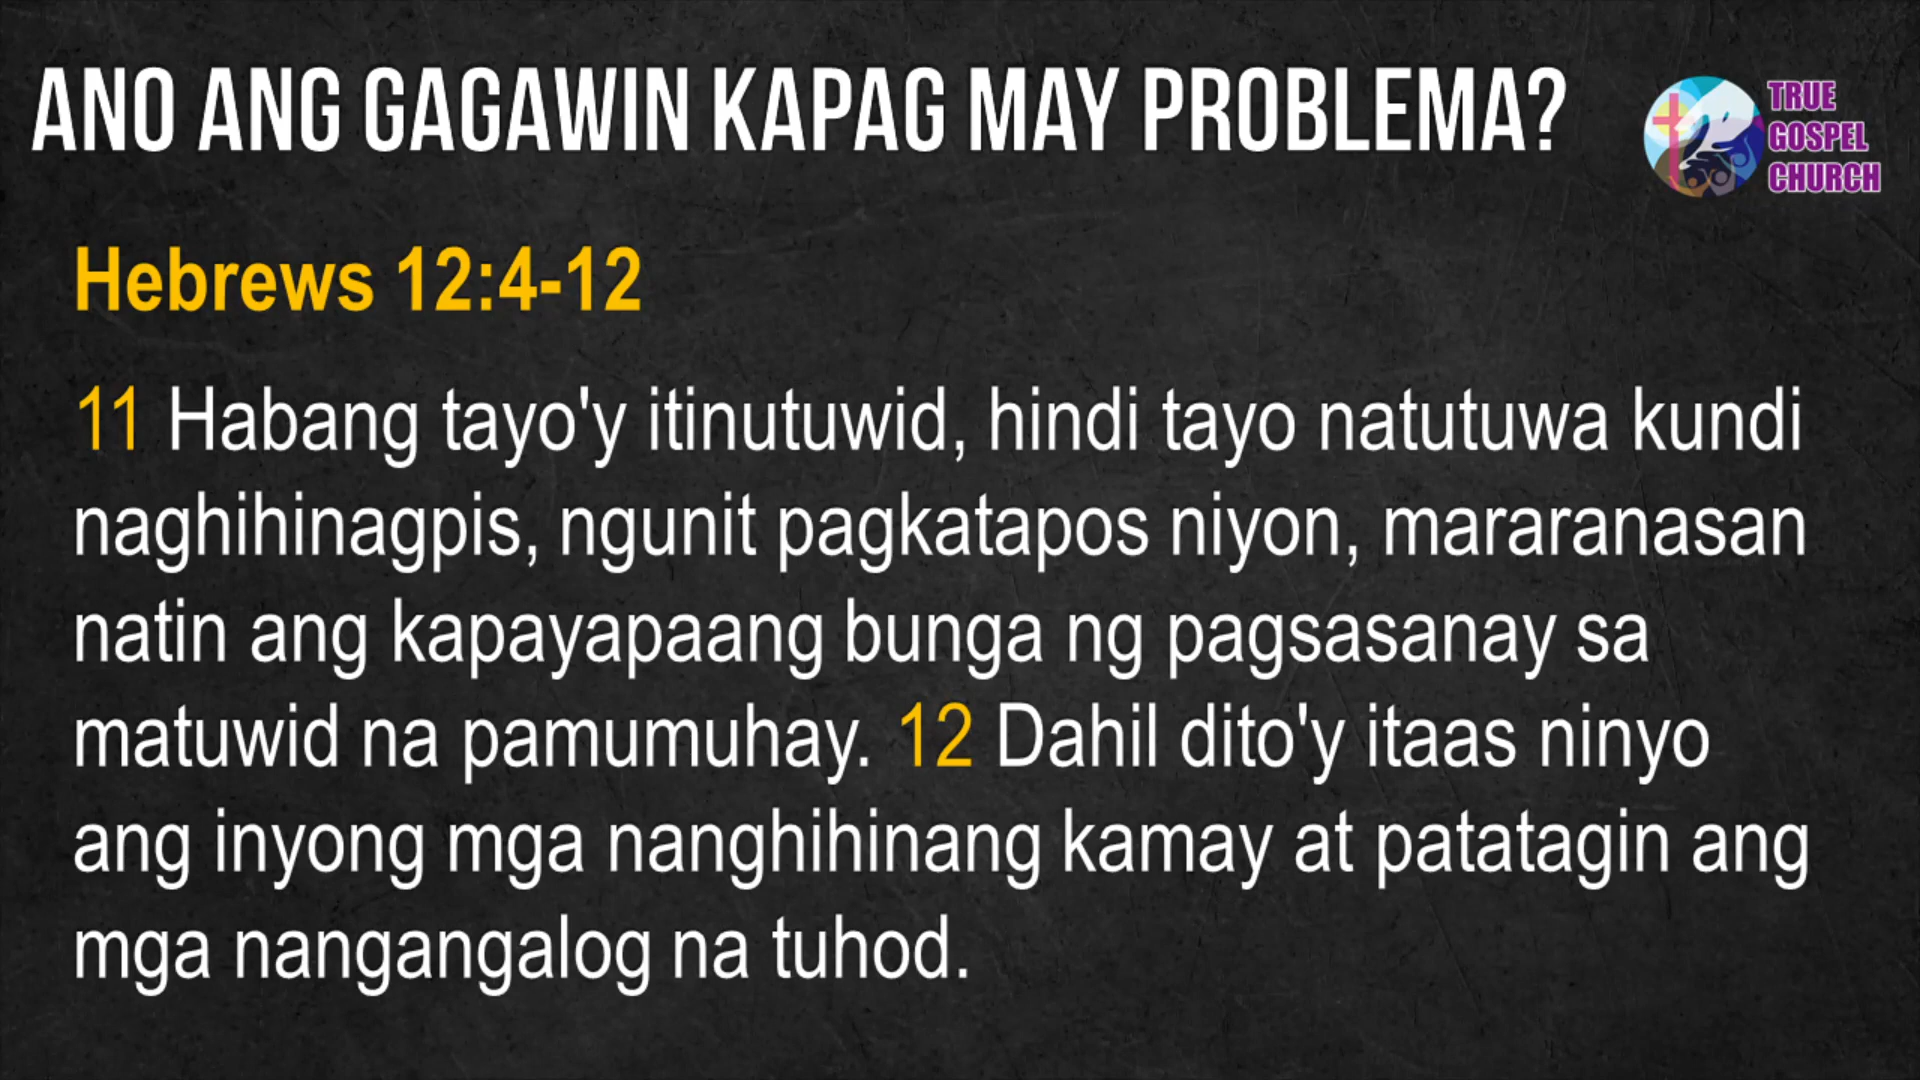 ANO ANG GAGAWIN KAPAG MAY PROBLEMA?
TRUE
GOSPEL
CHURCH
Hebrews 12:4-12
11 Habang tayo'y itinutuwid, hindi tayo natutuwa kundi
naghihinagpis, ngunit pagkatapos niyon, mararanasan
natin ang kapayapaang bunga ng pagsasanay sa
matuwid na pamumuhay. 12 Dahil dito'y itaas ninyo
ang inyong mga nanghihinang kamay at patatagin ang
mga nangangalog na tuhod.